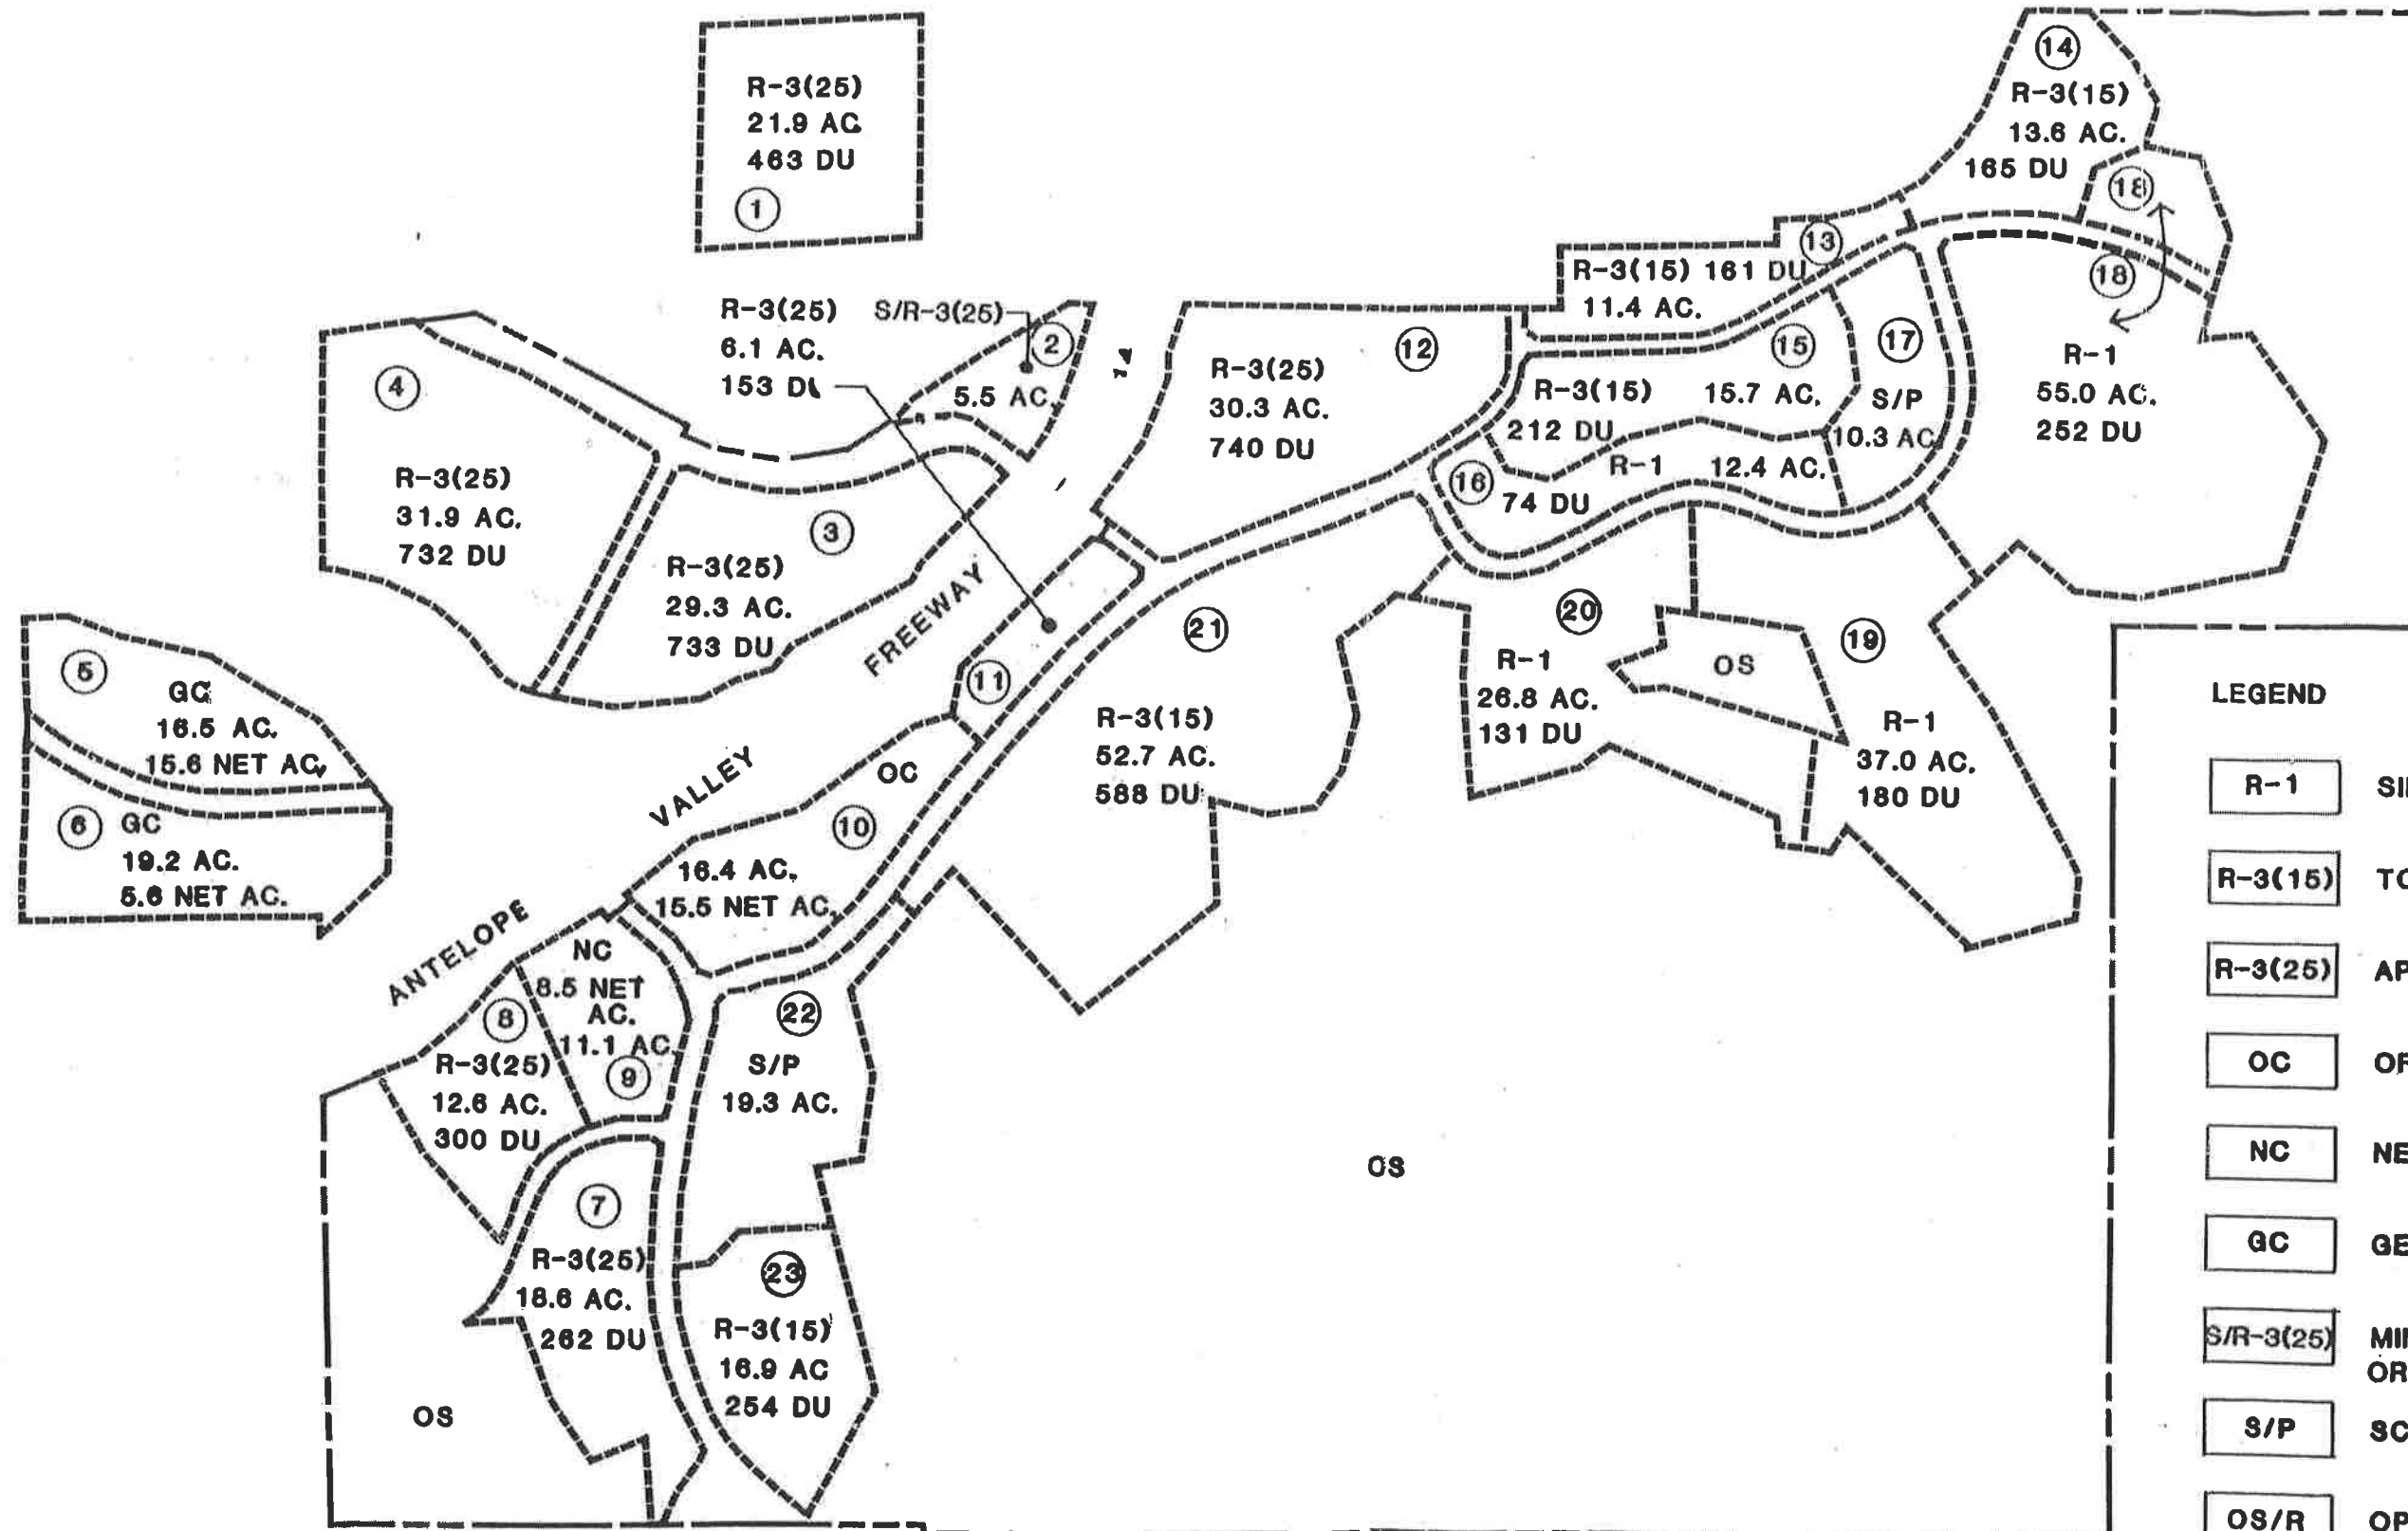 R-3(25)
21.9 AC
463 DU
1
R-3(25)
6.1 AC.
153 DU
S/R-3(25)
2
5.5 AC.
14
4
R-3(25)
31.9 AC.
732 DU
3
R-3(25)
29.3 AC.
733 DU
5
GC
16.5 AC.
15.6 NET AC.
6 GC
19.2 AC.
5.6 NET AC.
ANTELOPE VALLEY FREEWAY
11
OC
10
16.4 AC.
15.5 NET AC.
NC
8.5 NET
AC.
11.1 AC.
9
8
R-3(25)
12.6 AC.
300 DU
7
R-3(25)
18.6 AC.
262 DU
OS
22
S/P
19.3 AC.
23
R-3(15)
16.9 AC
254 DU
12
R-3(25)
30.3 AC.
740 DU
13
R-3(15) 161 DU
11.4 AC.
14
R-3(15)
13.6 AC.
165 DU
15
R-3(15) 15.7 AC.
212 DU
16
R-1 12.4 AC.
74 DU
17
S/P
10.3 AC
18
18
R-1
55.0 AC.
252 DU
19
R-1
37.0 AC.
180 DU
20
R-1
26.8 AC.
131 DU
OS
21
R-3(15)
52.7 AC.
588 DU
OS
LEGEND
R-1 SI
R-3(15) TO
R-3(25) AP
OC OF
NC NE
GC GE
S/R-3(25) MI
OR
S/P SC
OS/R OP